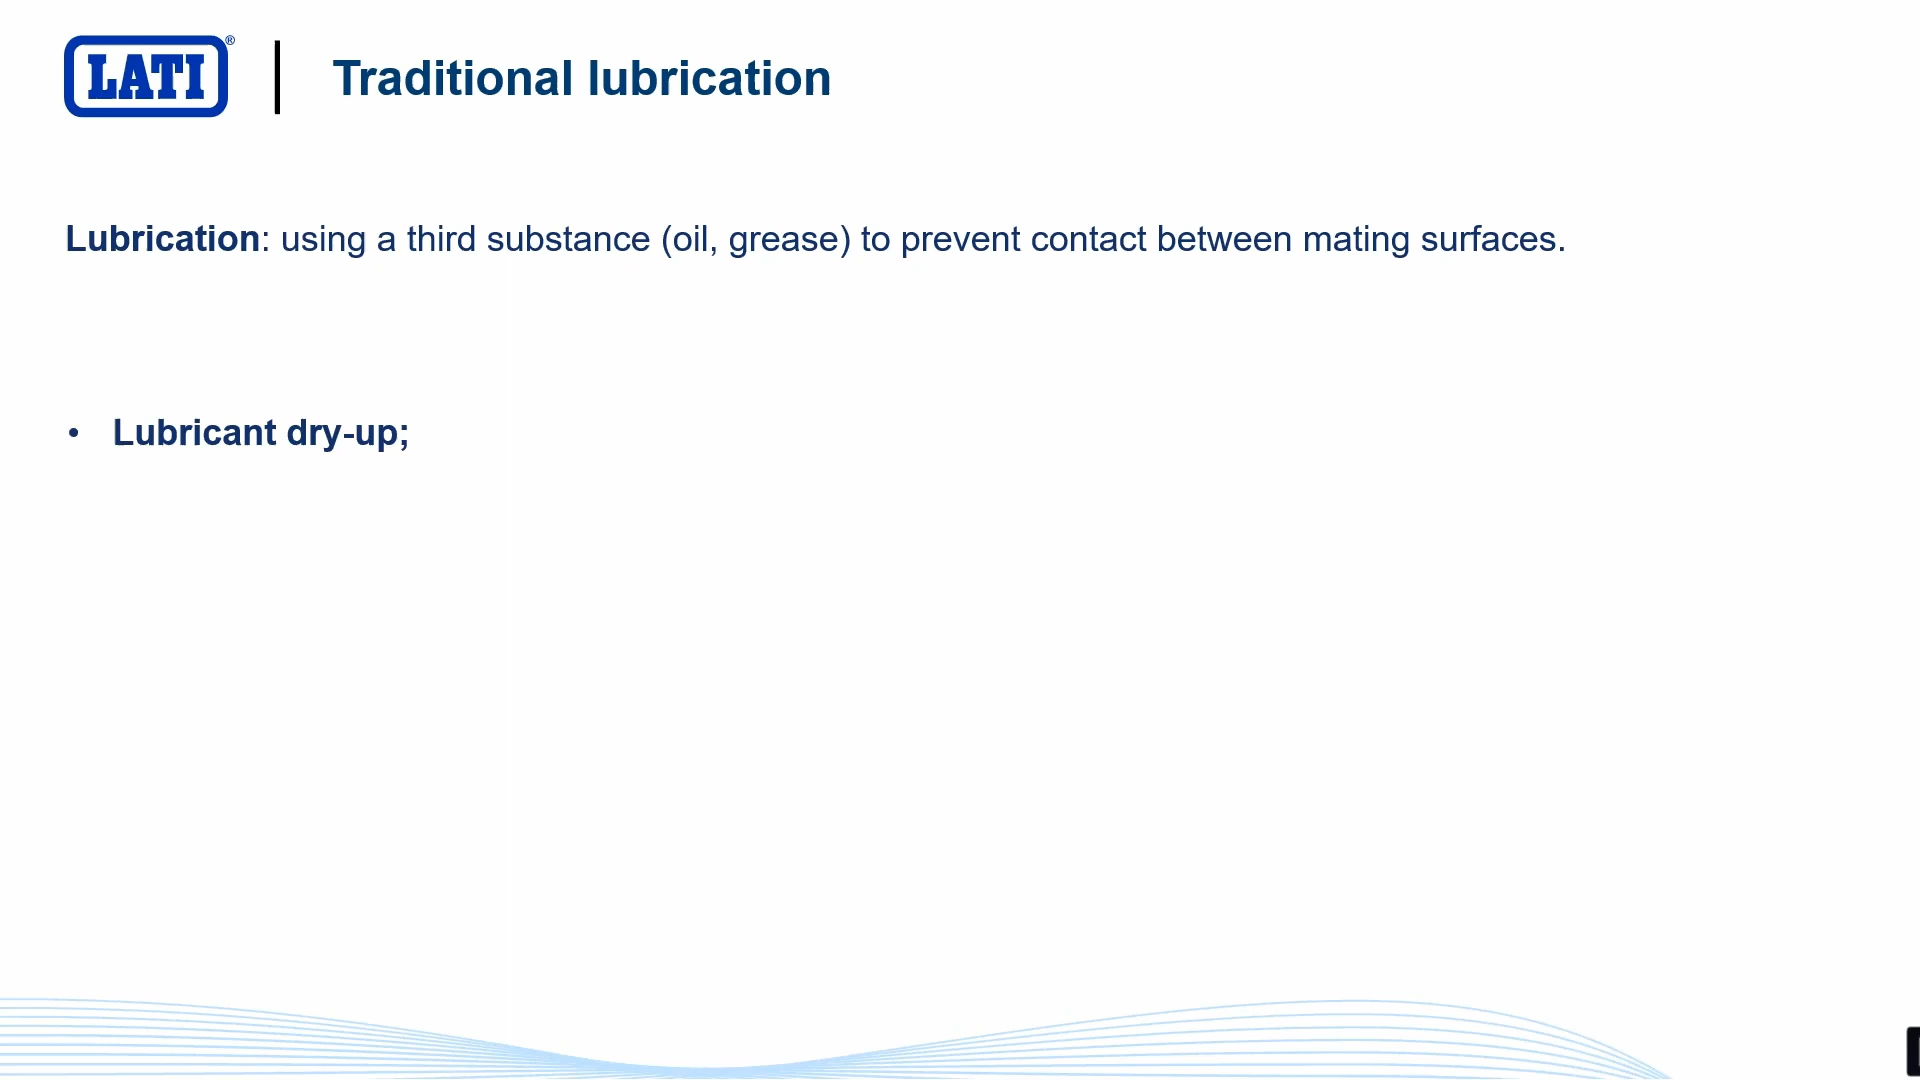 LATI®
Traditional lubrication
Lubrication: using a third substance (oil, grease) to prevent contact between mating surfaces.
• Lubricant dry-up;